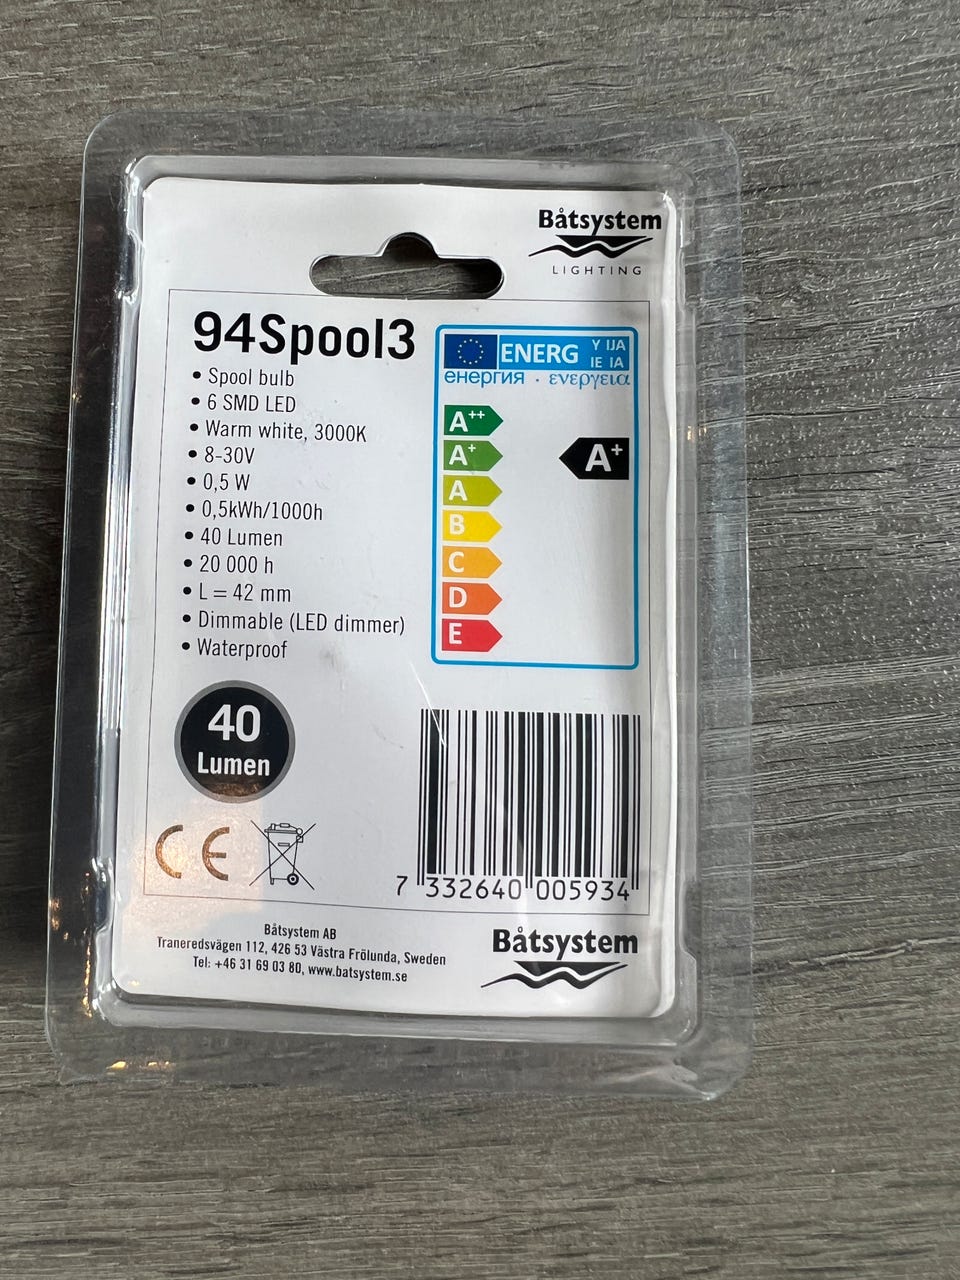 Båtsystem
LIGHTING
94Spool3
• Spool bulb
• 6 SMD LED
• Warm white, 3000K
• 8-30V
• 0,5 W
• 0,5kWh/1000h
• 40 Lumen
• 20 000 h
• L = 42 mm
• Dimmable (LED dimmer)
• Waterproof
ENERG Y IJA
IE IA
енергия · ενεργεια
A++
A+
A+
A
B
C
D
E
40
Lumen
CE
7 332640 005934
Båtsystem AB
Traneredsvägen 112, 426 53 Västra Frölunda, Sweden
Tel: +46 31 69 03 80, www.batsystem.se
Båtsystem